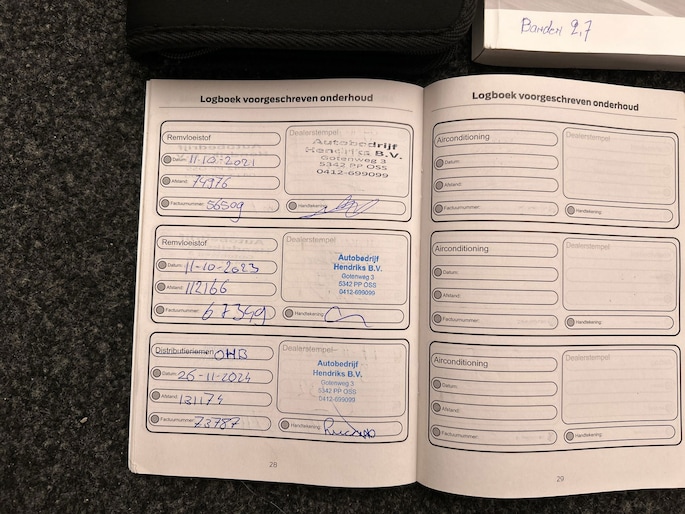 Banden 2,7
Logboek voorgeschreven onderhoud
Remvloeistof
Datum: 11-10-2021
Afstand: 74976
Factuurnummer: 56509
Dealerstempel
Autobedrijf
Hendriks B.V.
Gotenweg 3
5342 PP OSS
0412-699099
Handtekening:
Remvloeistof
Datum: 11-10-2023
Afstand: 112166
Factuurnummer: 67349
Dealerstempel
Autobedrijf
Hendriks B.V.
Gotenweg 3
5342 PP OSS
0412-699099
Handtekening:
Distributieriemen OHB
Datum: 26-11-2024
Afstand: 131174
Factuurnummer: 73787
Dealerstempel
Autobedrijf
Hendriks B.V.
Gotenweg 3
5342 PP OSS
0412-699099
Handtekening:
28
Logboek voorgeschreven onderhoud
Airconditioning
Datum:
Afstand:
Factuurnummer:
Dealerstempel
Handtekening:
Airconditioning
Datum:
Afstand:
Factuurnummer:
Dealerstempel
Handtekening:
Airconditioning
Datum:
Afstand:
Factuurnummer:
Dealerstempel
Handtekening:
29